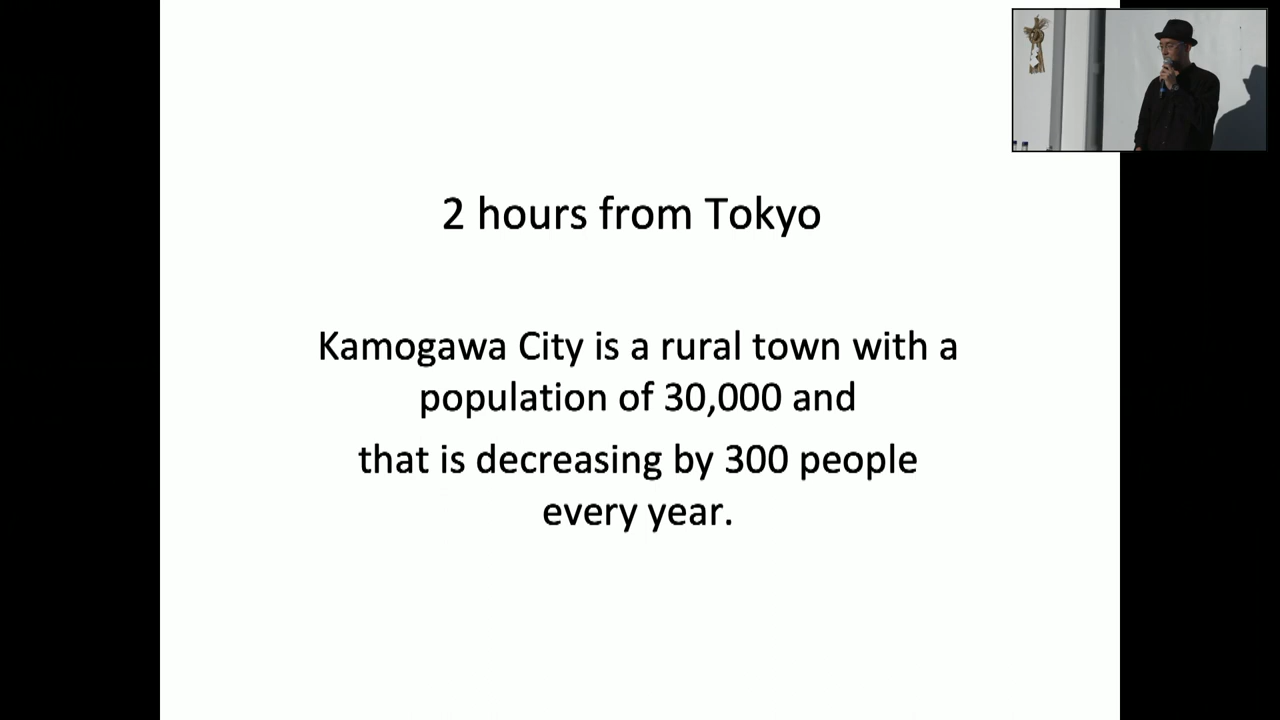 2 hours from Tokyo
Kamogawa City is a rural town with a
population of 30,000 and
that is decreasing by 300 people
every year.